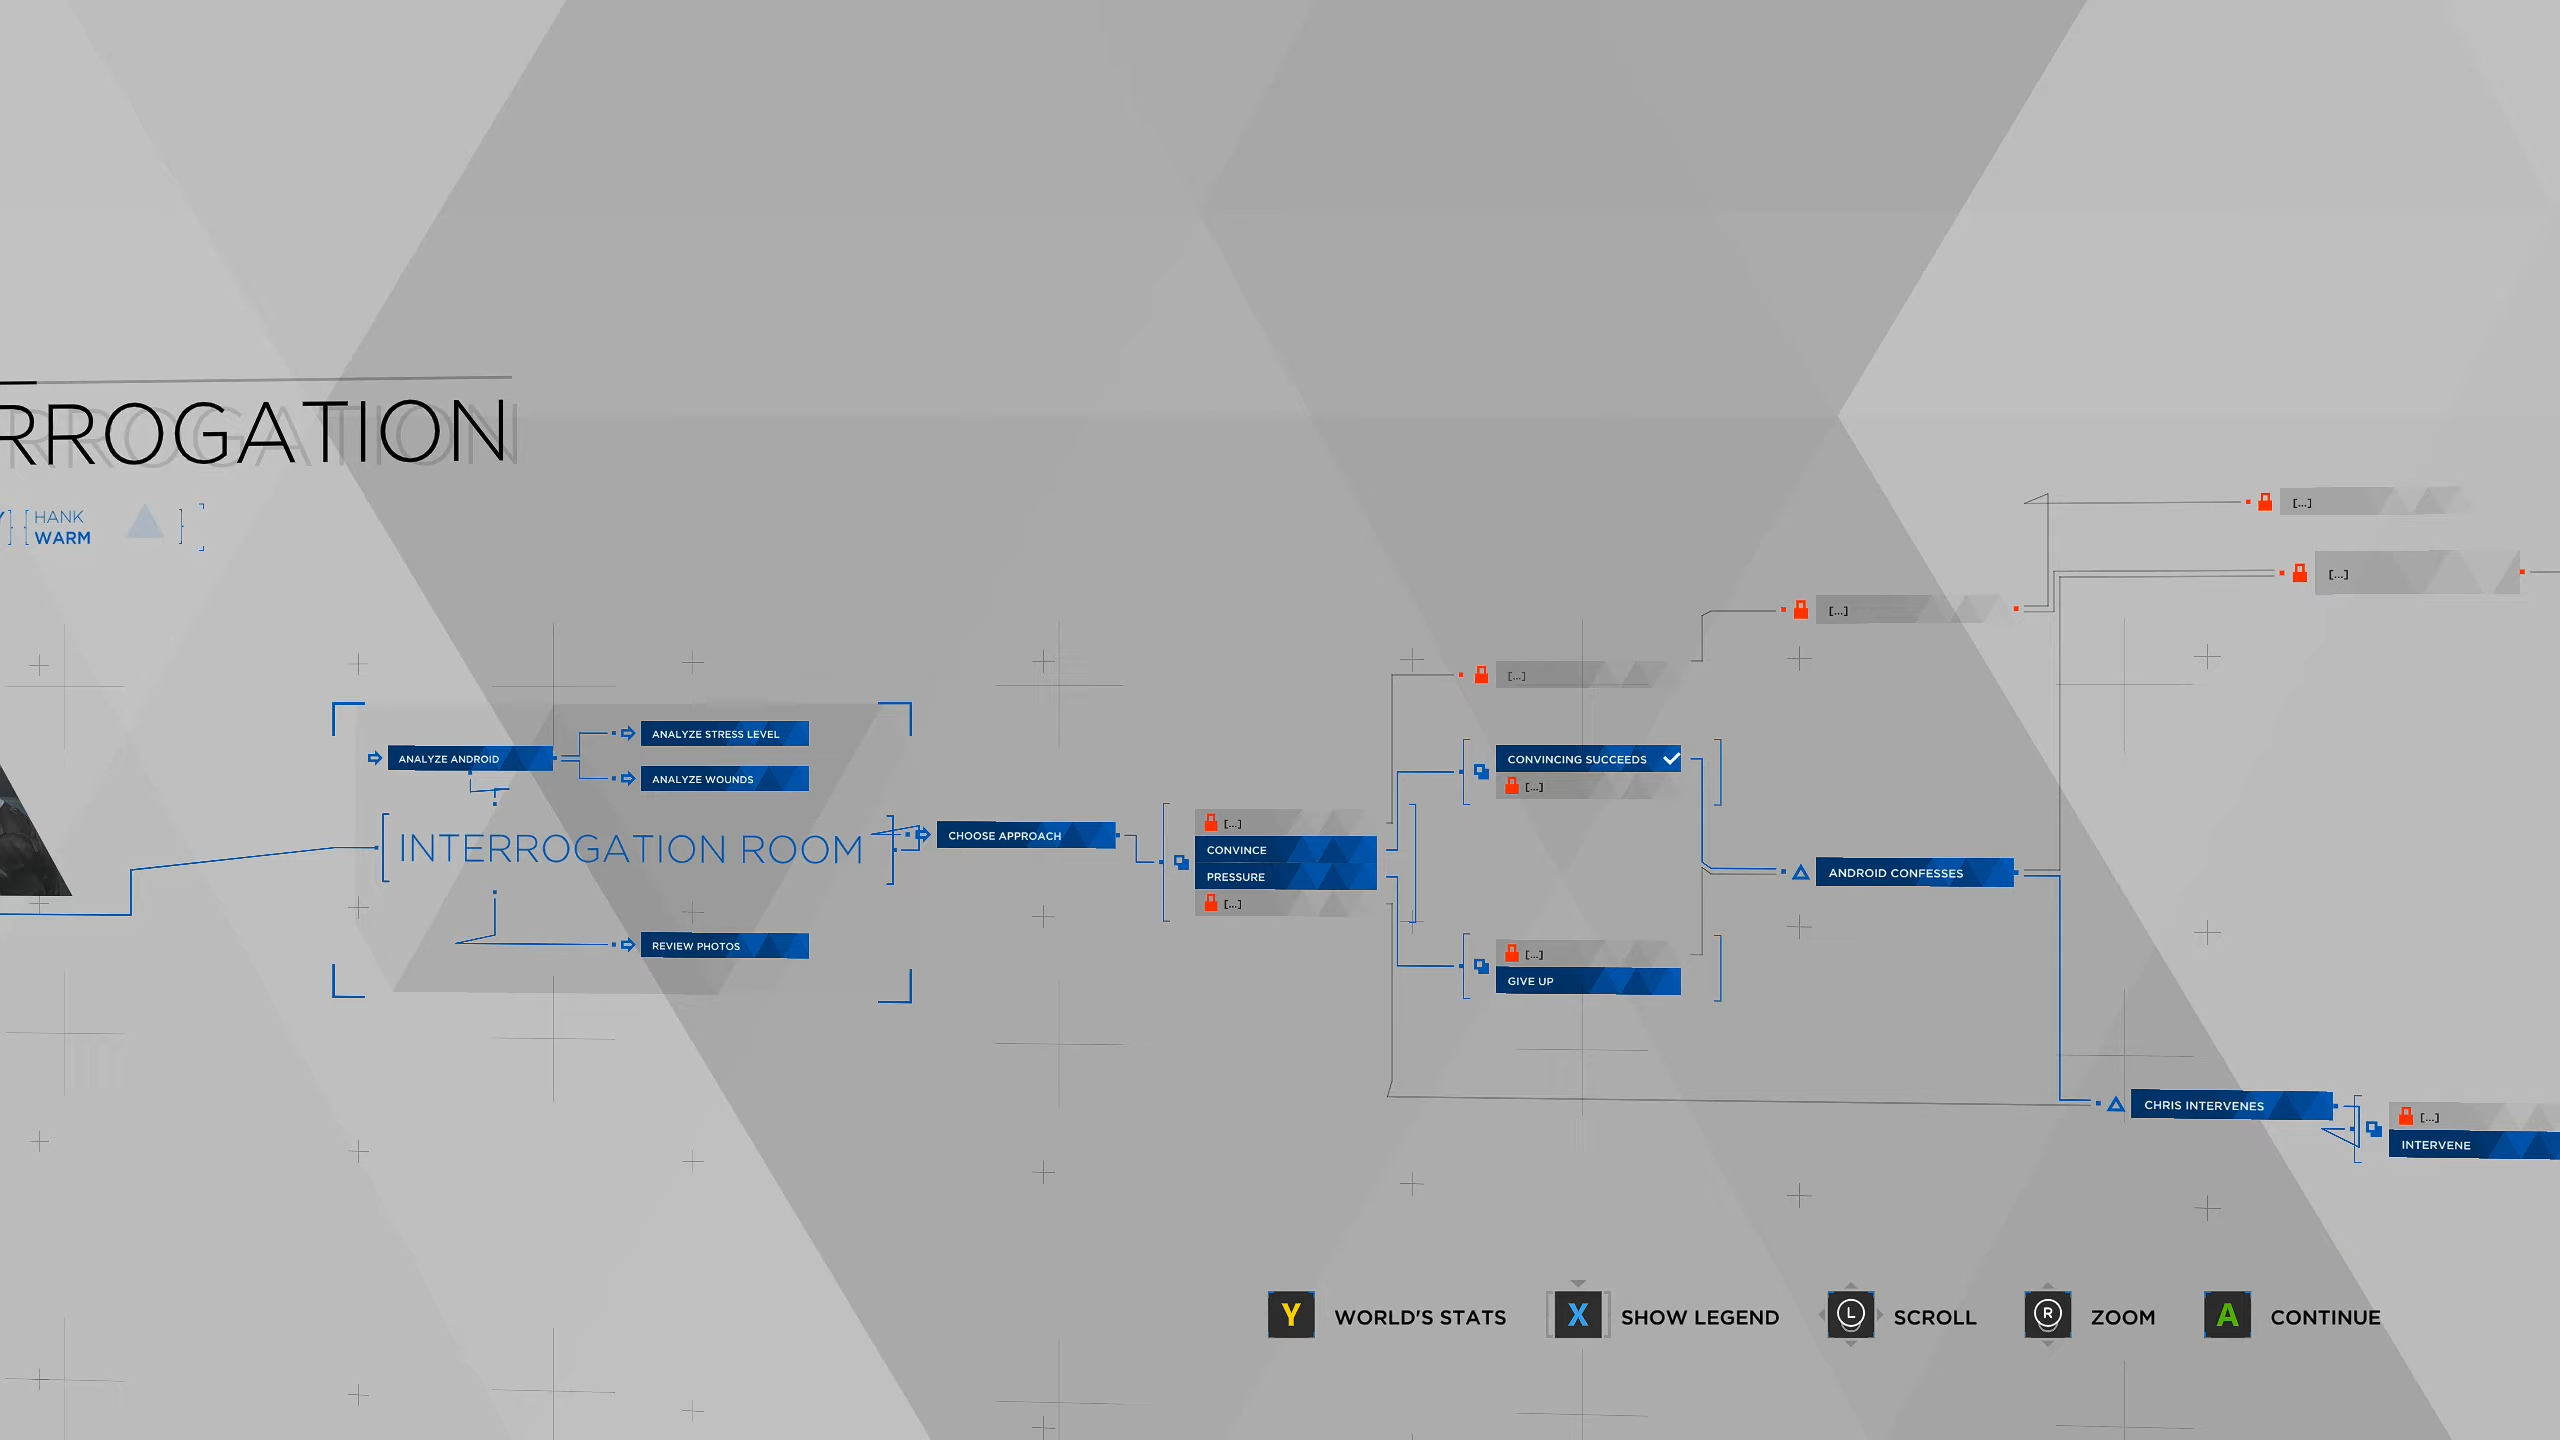 RROGATION
HANK
WARM
[...]
[...]
[...]
[...]
ANALYZE STRESS LEVEL
ANALYZE ANDROID
ANALYZE WOUNDS
CONVINCING SUCCEEDS
[...]
INTERROGATION ROOM
CHOOSE APPROACH
[...]
CONVINCE
PRESSURE
[...]
ANDROID CONFESSES
REVIEW PHOTOS
[...]
GIVE UP
CHRIS INTERVENES
[...]
INTERVENE
Y WORLD'S STATS
X SHOW LEGEND
L SCROLL
R ZOOM
A CONTINUE